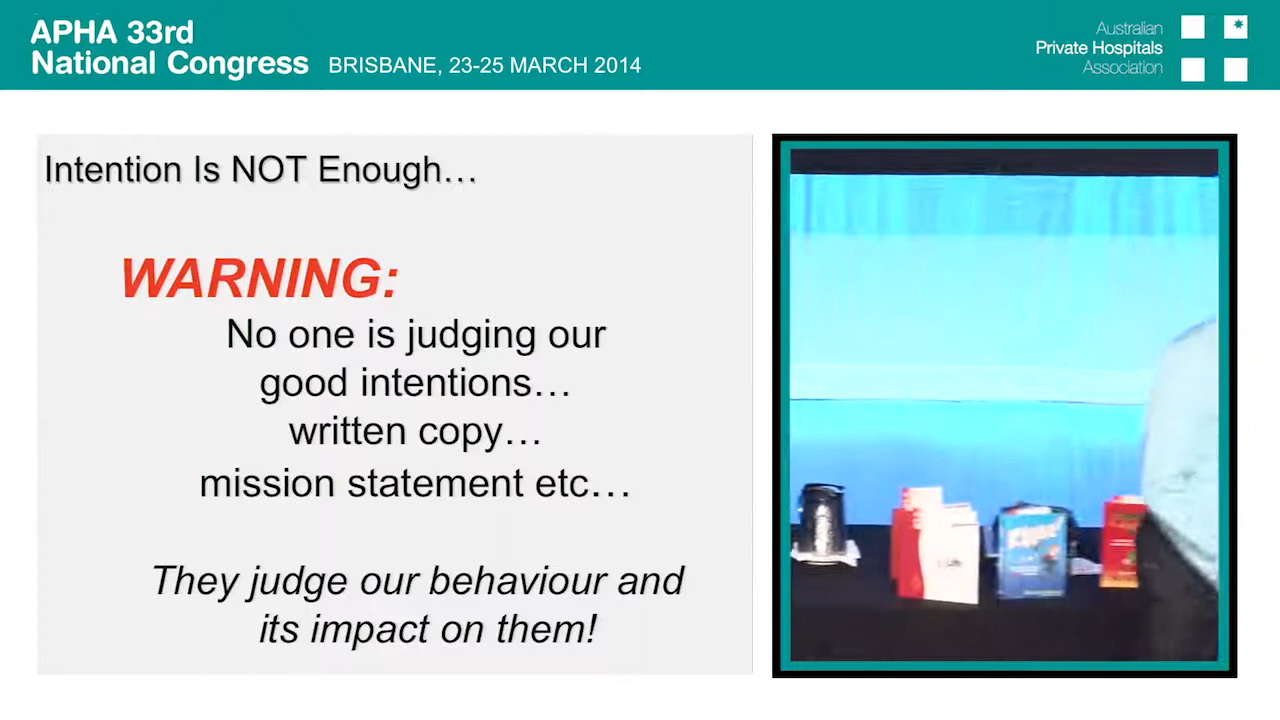 APHA 33rd
National Congress BRISBANE, 23-25 MARCH 2014
Australian
Private Hospitals
Association
Intention Is NOT Enough…
WARNING:
No one is judging our
good intentions…
written copy…
mission statement etc…
They judge our behaviour and
its impact on them!